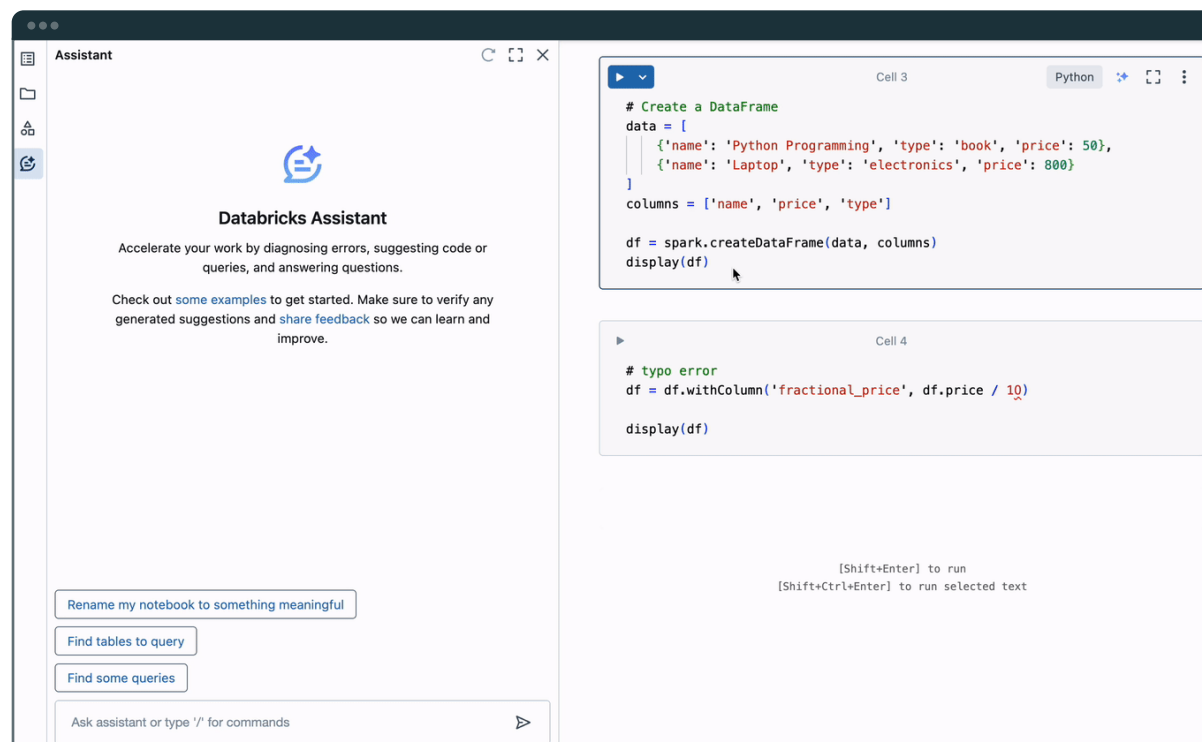 Assistant
Databricks Assistant
Accelerate your work by diagnosing errors, suggesting code or
queries, and answering questions.
Check out some examples to get started. Make sure to verify any
generated suggestions and share feedback so we can learn and
improve.
Rename my notebook to something meaningful
Find tables to query
Find some queries
Ask assistant or type '/' for commands
Cell 3
Python
# Create a DataFrame
data = [
{'name': 'Python Programming', 'type': 'book', 'price': 50},
{'name': 'Laptop', 'type': 'electronics', 'price': 800}
]
columns = ['name', 'price', 'type']
df = spark.createDataFrame(data, columns)
display(df)
Cell 4
# typo error
df = df.withColumn('fractional_price', df.price / 1O)
display(df)
[Shift+Enter] to run
[Shift+Ctrl+Enter] to run selected text